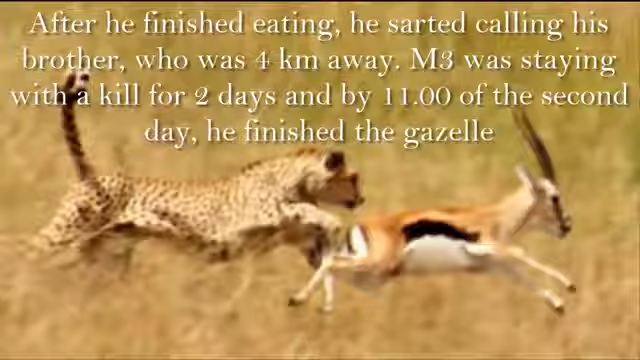 After he finished eating, he sarted calling his
brother, who was 4 km away. M3 was staying
with a kill for 2 days and by 11.00 of the second
day, he finished the gazelle